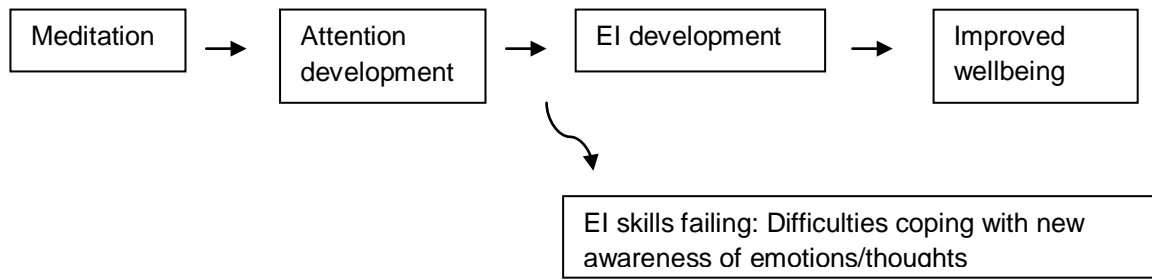 Meditation
Attention
development
EI development
Improved
wellbeing
EI skills failing: Difficulties coping with new
awareness of emotions/thoughts